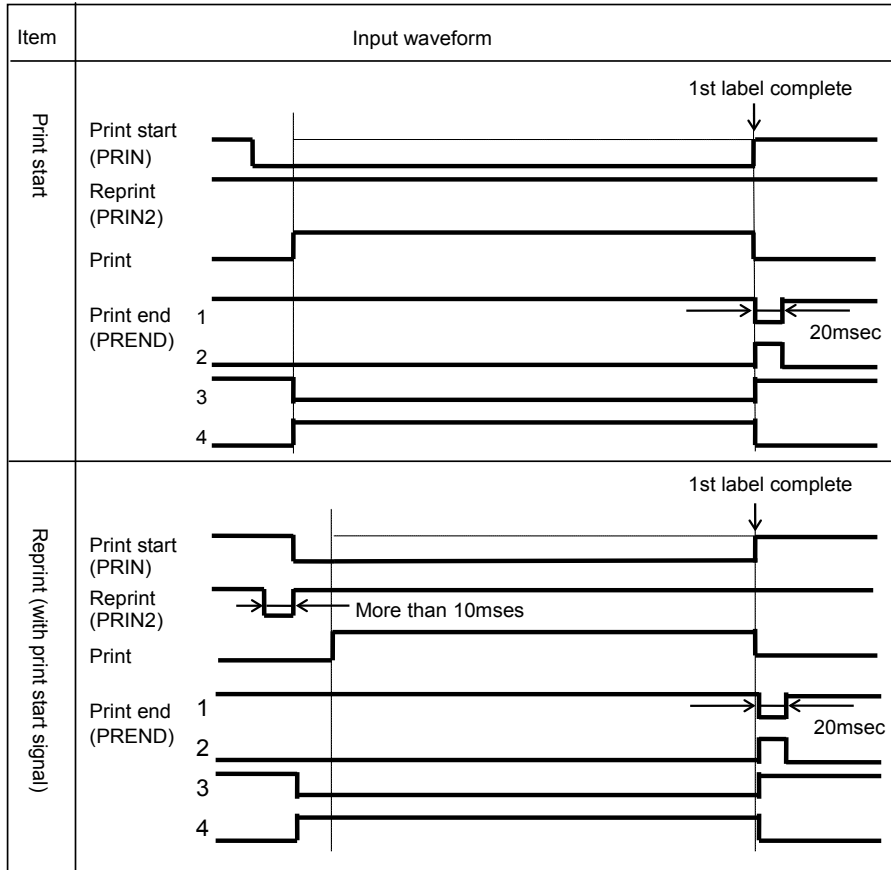 Item
Input waveform
Print start
1st label complete
Print start
(PRIN)
Reprint
(PRIN2)
Print
Print end
(PREND)
1
20msec
2
3
4
Reprint (with print start signal)
1st label complete
Print start
(PRIN)
Reprint
(PRIN2)
More than 10mses
Print
Print end
(PREND)
1
20msec
2
3
4